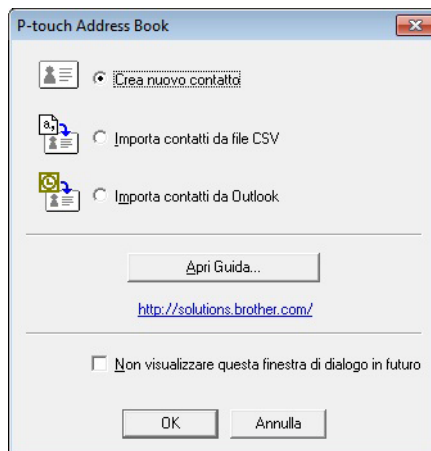 P-touch Address Book
Crea nuovo contatto
a,
Importa contatti da file CSV
Importa contatti da Outlook
Apri Guida...
http://solutions.brother.com/
Non visualizzare questa finestra di dialogo in futuro
OK Annulla